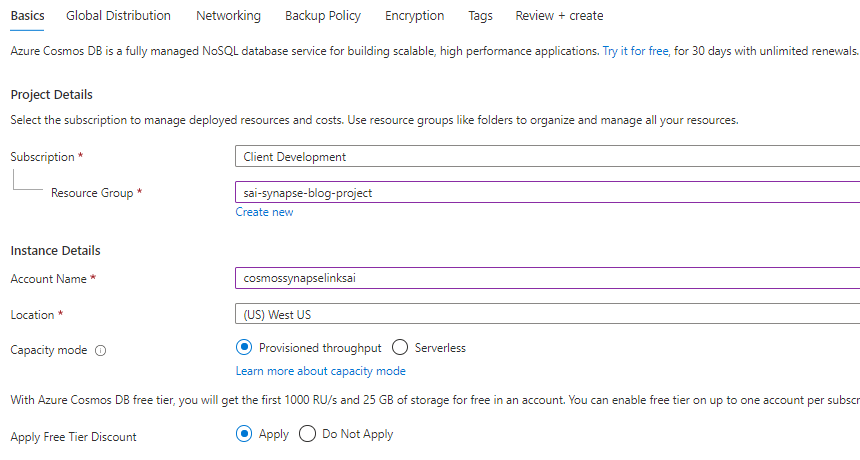 Basics Global Distribution Networking Backup Policy Encryption Tags Review + create
Azure Cosmos DB is a fully managed NoSQL database service for building scalable, high performance applications. Try it for free, for 30 days with unlimited renewals.
Project Details
Select the subscription to manage deployed resources and costs. Use resource groups like folders to organize and manage all your resources.
Subscription * Client Development
Resource Group * sai-synapse-blog-project
Create new
Instance Details
Account Name * cosmossynapselinksai
Location * (US) West US
Capacity mode Provisioned throughput Serverless
Learn more about capacity mode
With Azure Cosmos DB free tier, you will get the first 1000 RU/s and 25 GB of storage for free in an account. You can enable free tier on up to one account per subscr
Apply Free Tier Discount Apply Do Not Apply